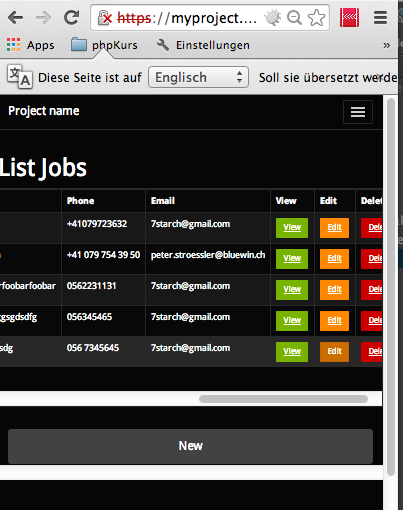 https://myproject.
Apps phpKurs Einstellungen »
Diese Seite ist auf Englisch Soll sie übersetzt werde
Project name
List Jobs
Phone Email View Edit Delet
+41079723632 7starch@gmail.com View Edit Dele
+41 079 754 39 50 peter.stroessler@bluewin.ch View Edit Dele
rfoobarfoobar 0562231131 7starch@gmail.com View Edit Dele
gsgdsdfg 056345465 7starch@gmail.com View Edit Dele
sdg 056 7345645 7starch@gmail.com View Edit Dele
New